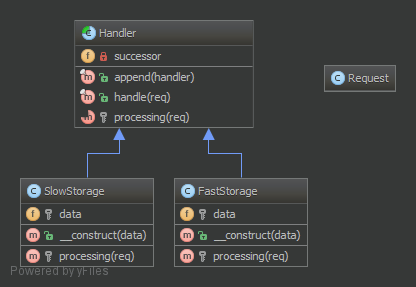 Handler
successor
append(handler)
handle(req)
processing(req)
Request
SlowStorage
data
__construct(data)
processing(req)
FastStorage
data
__construct(data)
processing(req)
Powered by yFiles